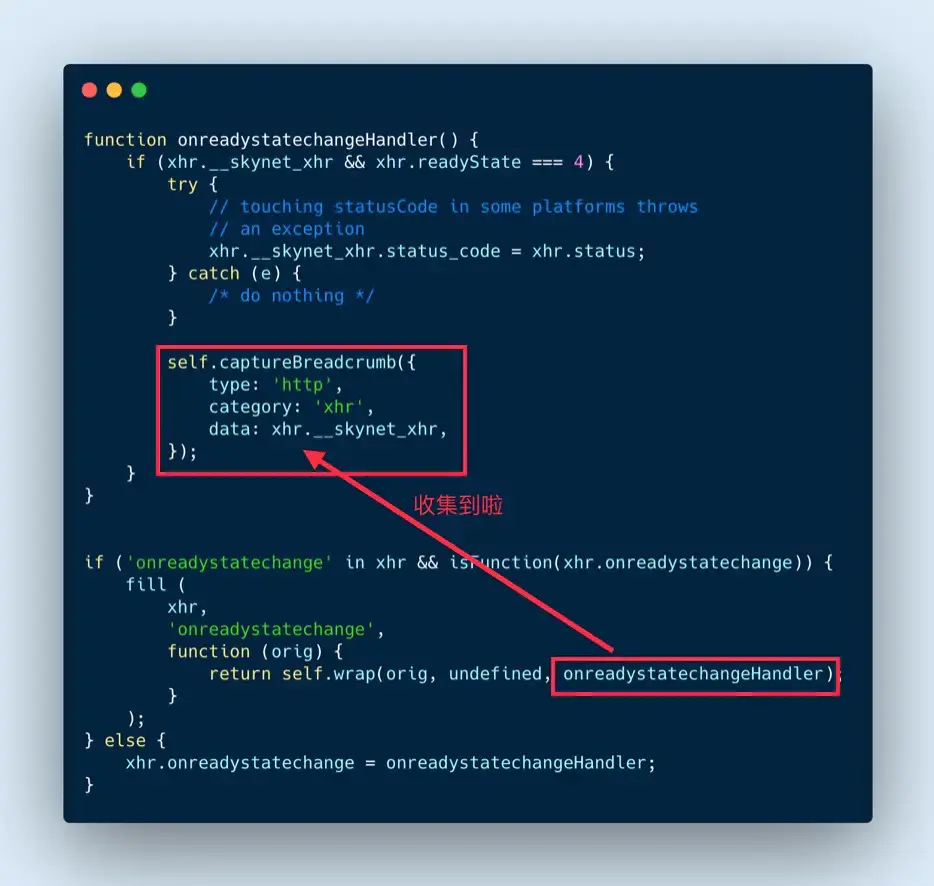 function onreadystatechangeHandler() {
if (xhr.__skynet_xhr && xhr.readyState === 4) {
try {
// touching statusCode in some platforms throws
// an exception
xhr.__skynet_xhr.status_code = xhr.status;
} catch (e) {
/* do nothing */
}
self.captureBreadcrumb({
type: 'http',
category: 'xhr',
data: xhr.__skynet_xhr,
});
}
}
收集到啦
if ('onreadystatechange' in xhr && isFunction(xhr.onreadystatechange)) {
fill (
xhr,
'onreadystatechange',
function (orig) {
return self.wrap(orig, undefined, onreadystatechangeHandler);
}
);
} else {
xhr.onreadystatechange = onreadystatechangeHandler;
}